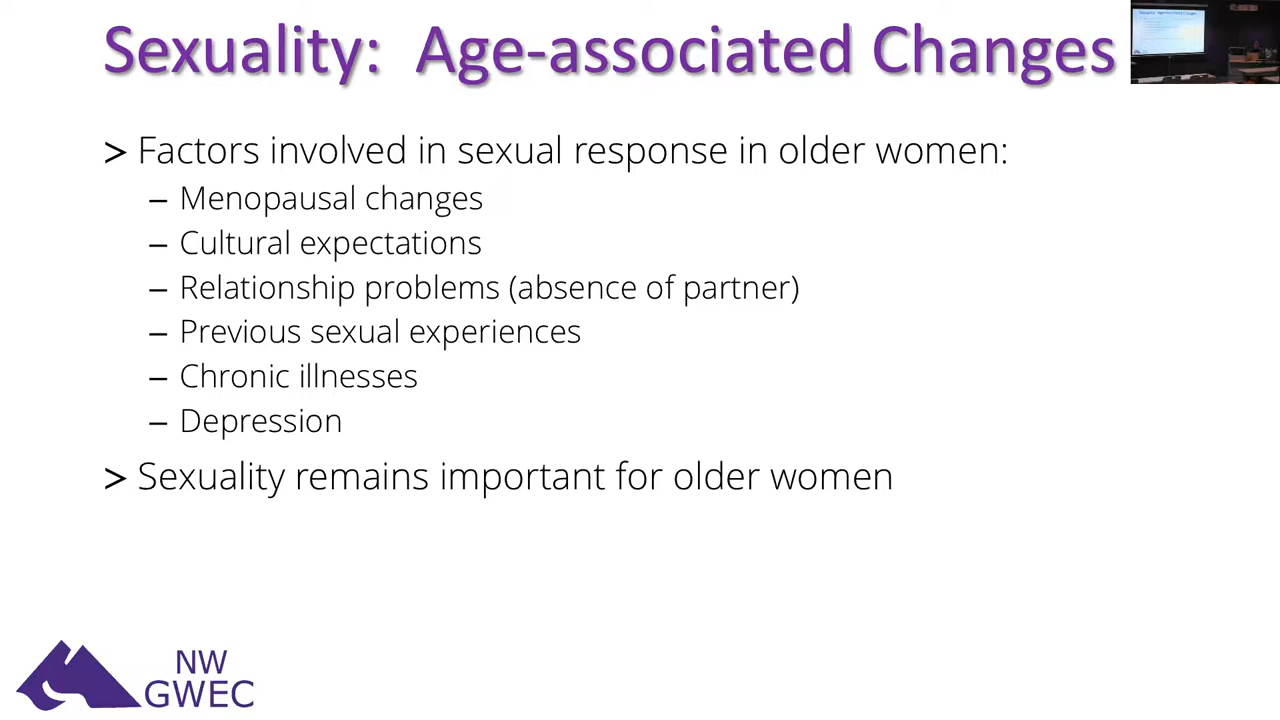 Sexuality: Age-associated Changes
> Factors involved in sexual response in older women:
– Menopausal changes
– Cultural expectations
– Relationship problems (absence of partner)
– Previous sexual experiences
– Chronic illnesses
– Depression
> Sexuality remains important for older women
NW
GWEC